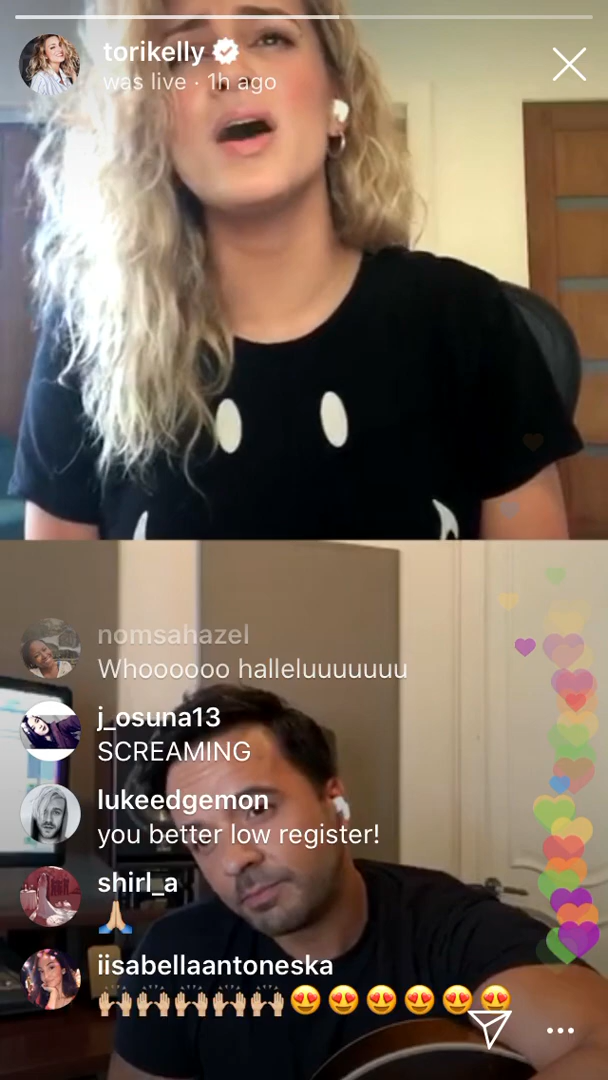 torikelly
was live · 1h ago
nomsahazel
Whoooooo halleluuuuuuu
j_osuna13
SCREAMING
lukeedgemon
you better low register!
shirl_a
🙏🏼
iisabellaantoneska
🙌🏼🙌🏼🙌🏼🙌🏼🙌🏼😍😍😍😍😍😍